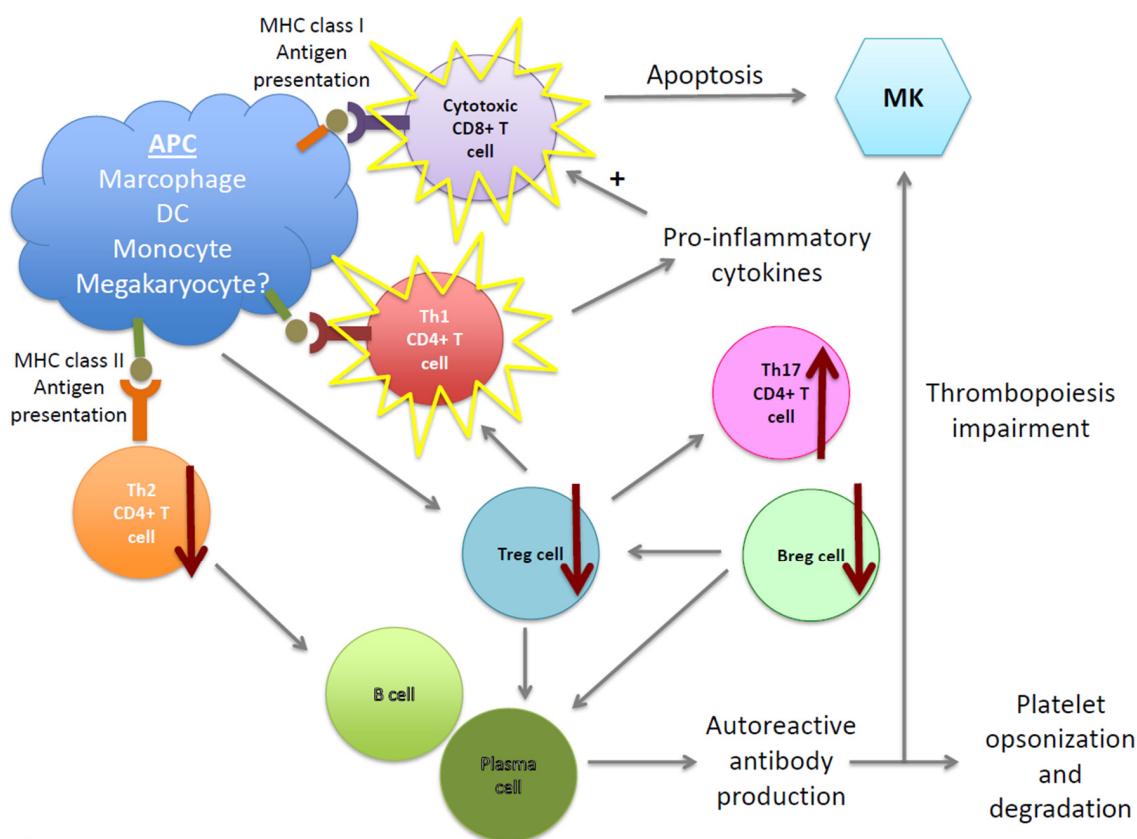 MHC class I
Antigen
presentation
Cytotoxic
CD8+ T
cell
Apoptosis
MK
APC
Marcophage
DC
Monocyte
Megakaryocyte?
+
Pro-inflammatory
cytokines
Th1
CD4+ T
cell
MHC class II
Antigen
presentation
Th17
CD4+ T
cell
Thrombopoiesis
impairment
Th2
CD4+ T
cell
Treg cell
Breg cell
B cell
Plasma
cell
Autoreactive
antibody
production
Platelet
opsonization
and
degradation